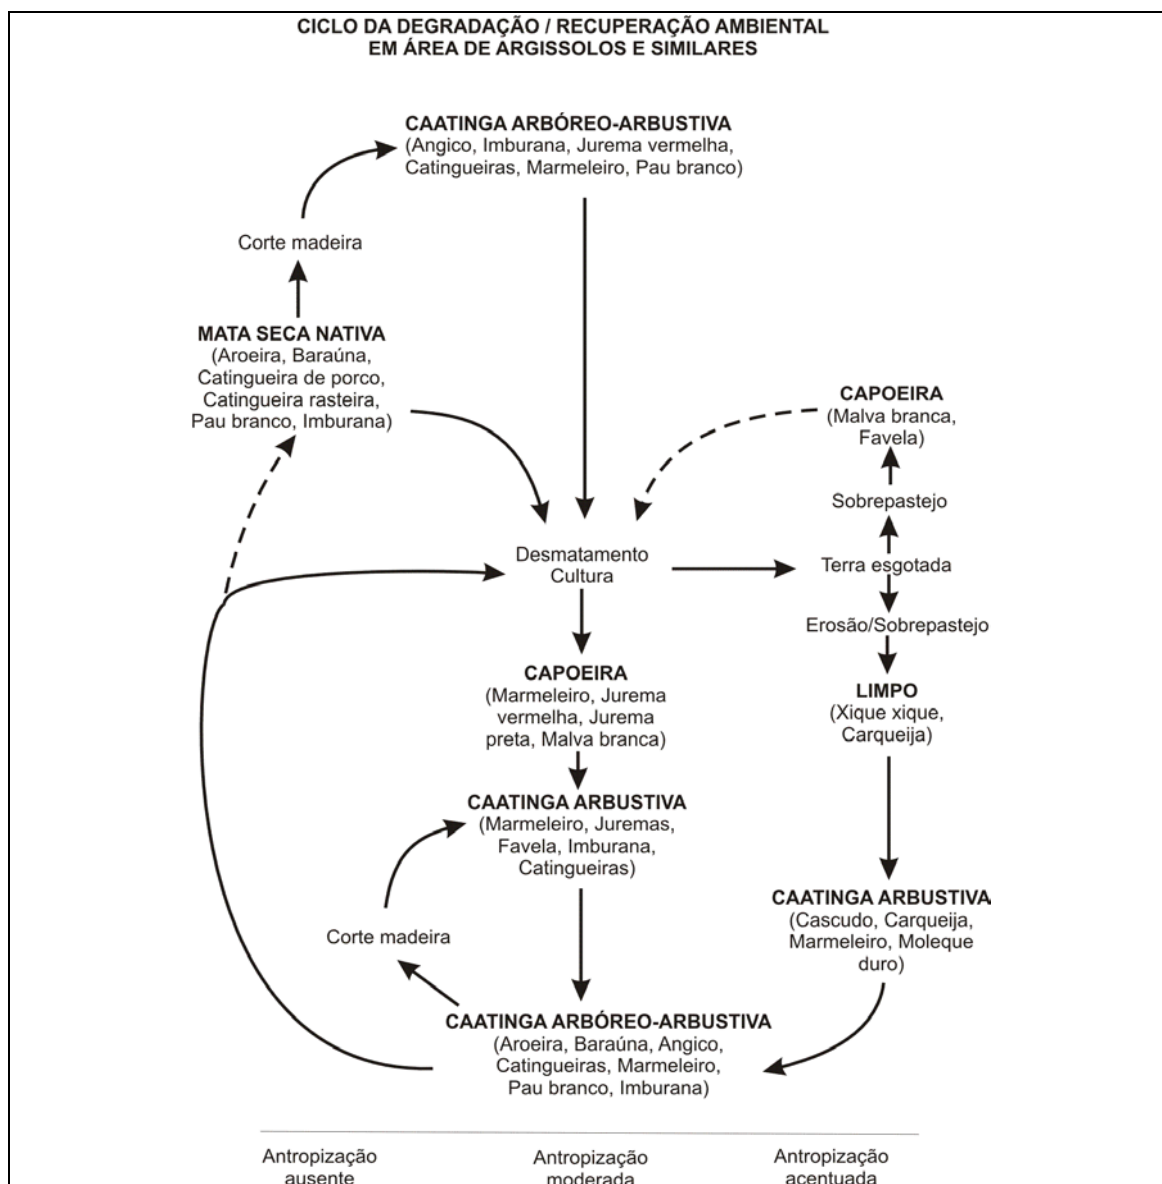 CICLO DA DEGRADAÇÃO / RECUPERAÇÃO AMBIENTAL
EM ÁREA DE ARGISSOLOS E SIMILARES
CAATINGA ARBÓREO-ARBUSTIVA
(Angico, Imburana, Jurema vermelha,
Catingueiras, Marmeleiro, Pau branco)
Corte madeira
MATA SECA NATIVA
(Aroeira, Baraúna,
Catingueira de porco,
Catingueira rasteira,
Pau branco, Imburana)
CAPOEIRA
(Malva branca,
Favela)
Sobrepastejo
Terra esgotada
Erosão/Sobrepastejo
Desmatamento
Cultura
CAPOEIRA
(Marmeleiro, Jurema
vermelha, Jurema
preta, Malva branca)
LIMPO
(Xique xique,
Carqueija)
CAATINGA ARBUSTIVA
(Marmeleiro, Juremas,
Favela, Imburana,
Catingueiras)
CAATINGA ARBUSTIVA
(Cascudo, Carqueija,
Marmeleiro, Moleque
duro)
Corte madeira
CAATINGA ARBÓREO-ARBUSTIVA
(Aroeira, Baraúna, Angico,
Catingueiras, Marmeleiro,
Pau branco, Imburana)
Antropização
ausente
Antropização
moderada
Antropização
acentuada